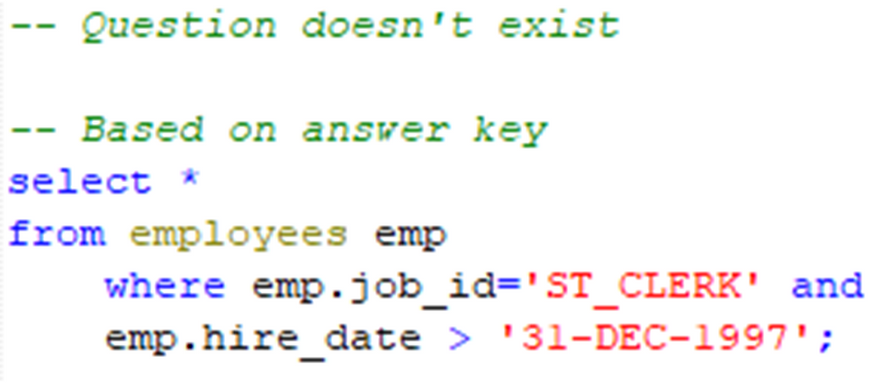 -- Question doesn't exist
-- Based on answer key
select *
from employees emp
where emp.job_id='ST_CLERK' and
emp.hire_date > '31-DEC-1997';